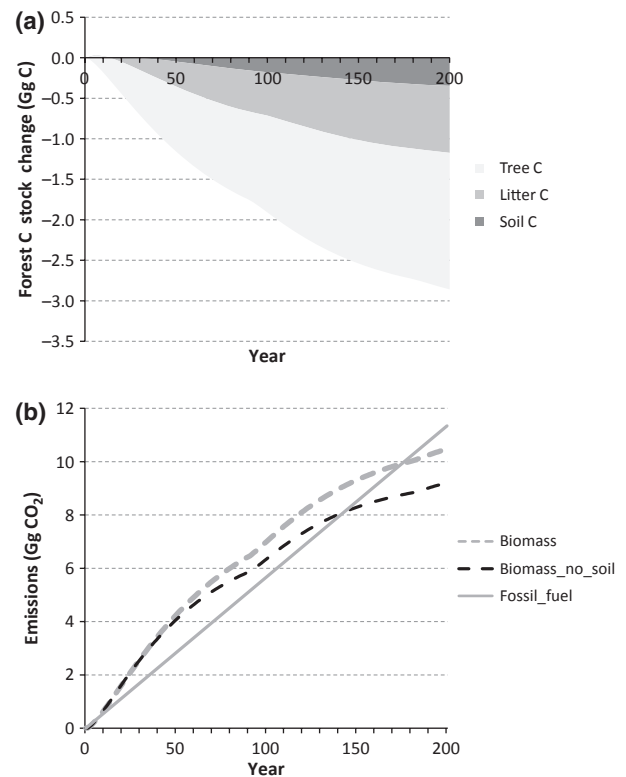 (a)
0.5
0.0
0 50 100 150 200
−0.5
−1.0
−1.5
−2.0
−2.5
−3.0
−3.5
Forest C stock change (Gg C)
Year
Tree C
Litter C
Soil C
(b)
12
10
8
6
4
2
0
Emissions (Gg CO₂)
0 50 100 150 200
Year
Biomass
Biomass_no_soil
Fossil_fuel